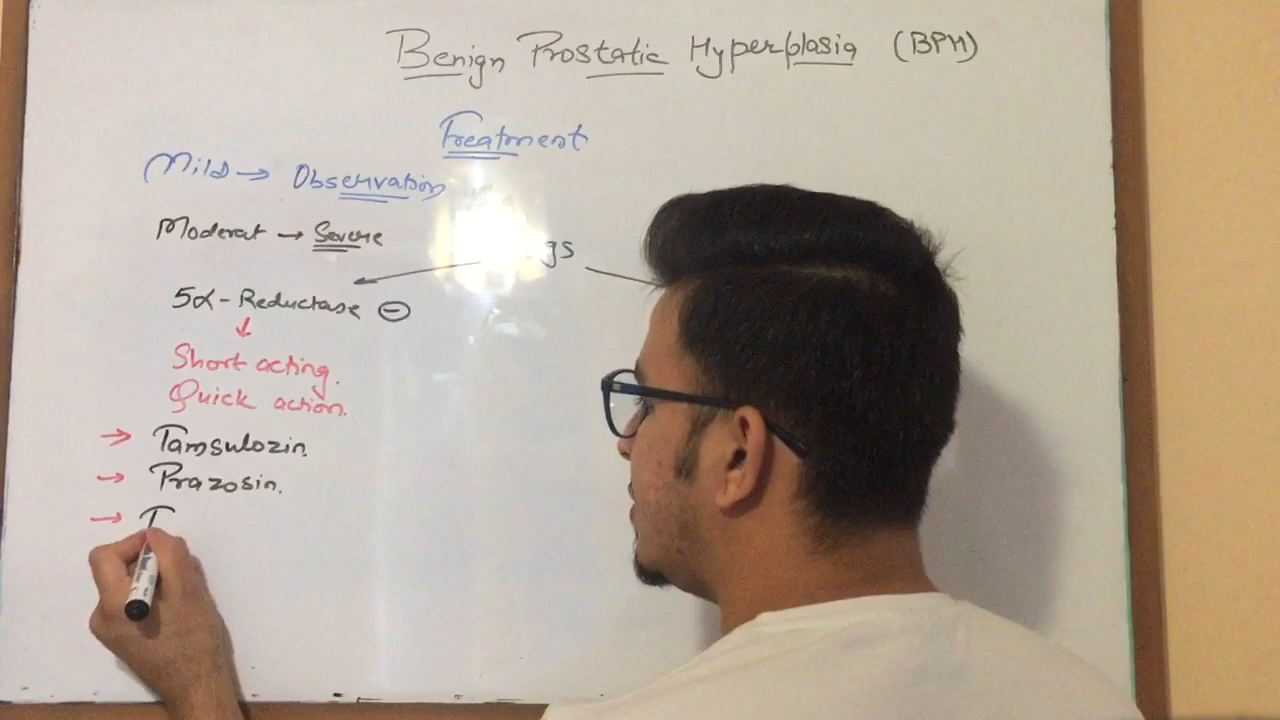 Benign Prostatic Hyperplasia (BPH)
Treatment
Mild → Observation
Moderat → Severe
gs
5α-Reductase ⊖
↓
Short acting.
Quick action.
→ Tamsulozin.
→ Prazosin.
→ T